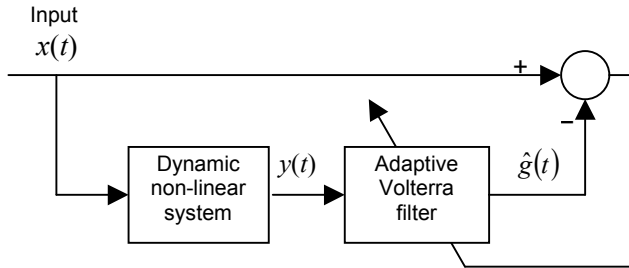 Input
x(t)
+
−
Dynamic
non-linear
system
y(t)
Adaptive
Volterra
filter
ĝ(t)